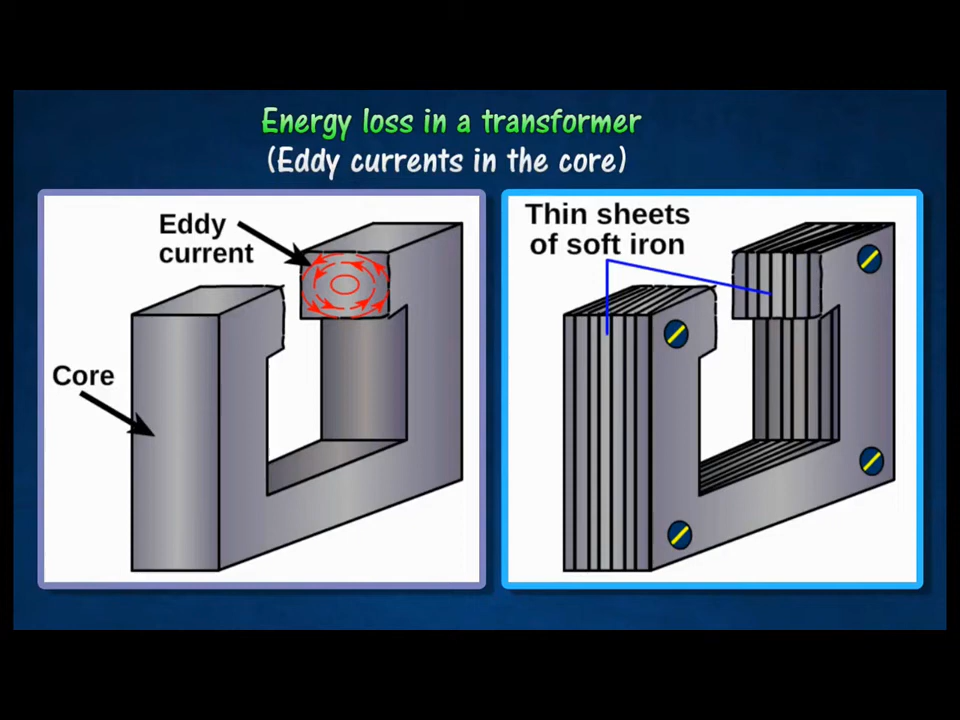 Energy loss in a transformer
(Eddy currents in the core)
Eddy
current
Core
Thin sheets
of soft iron